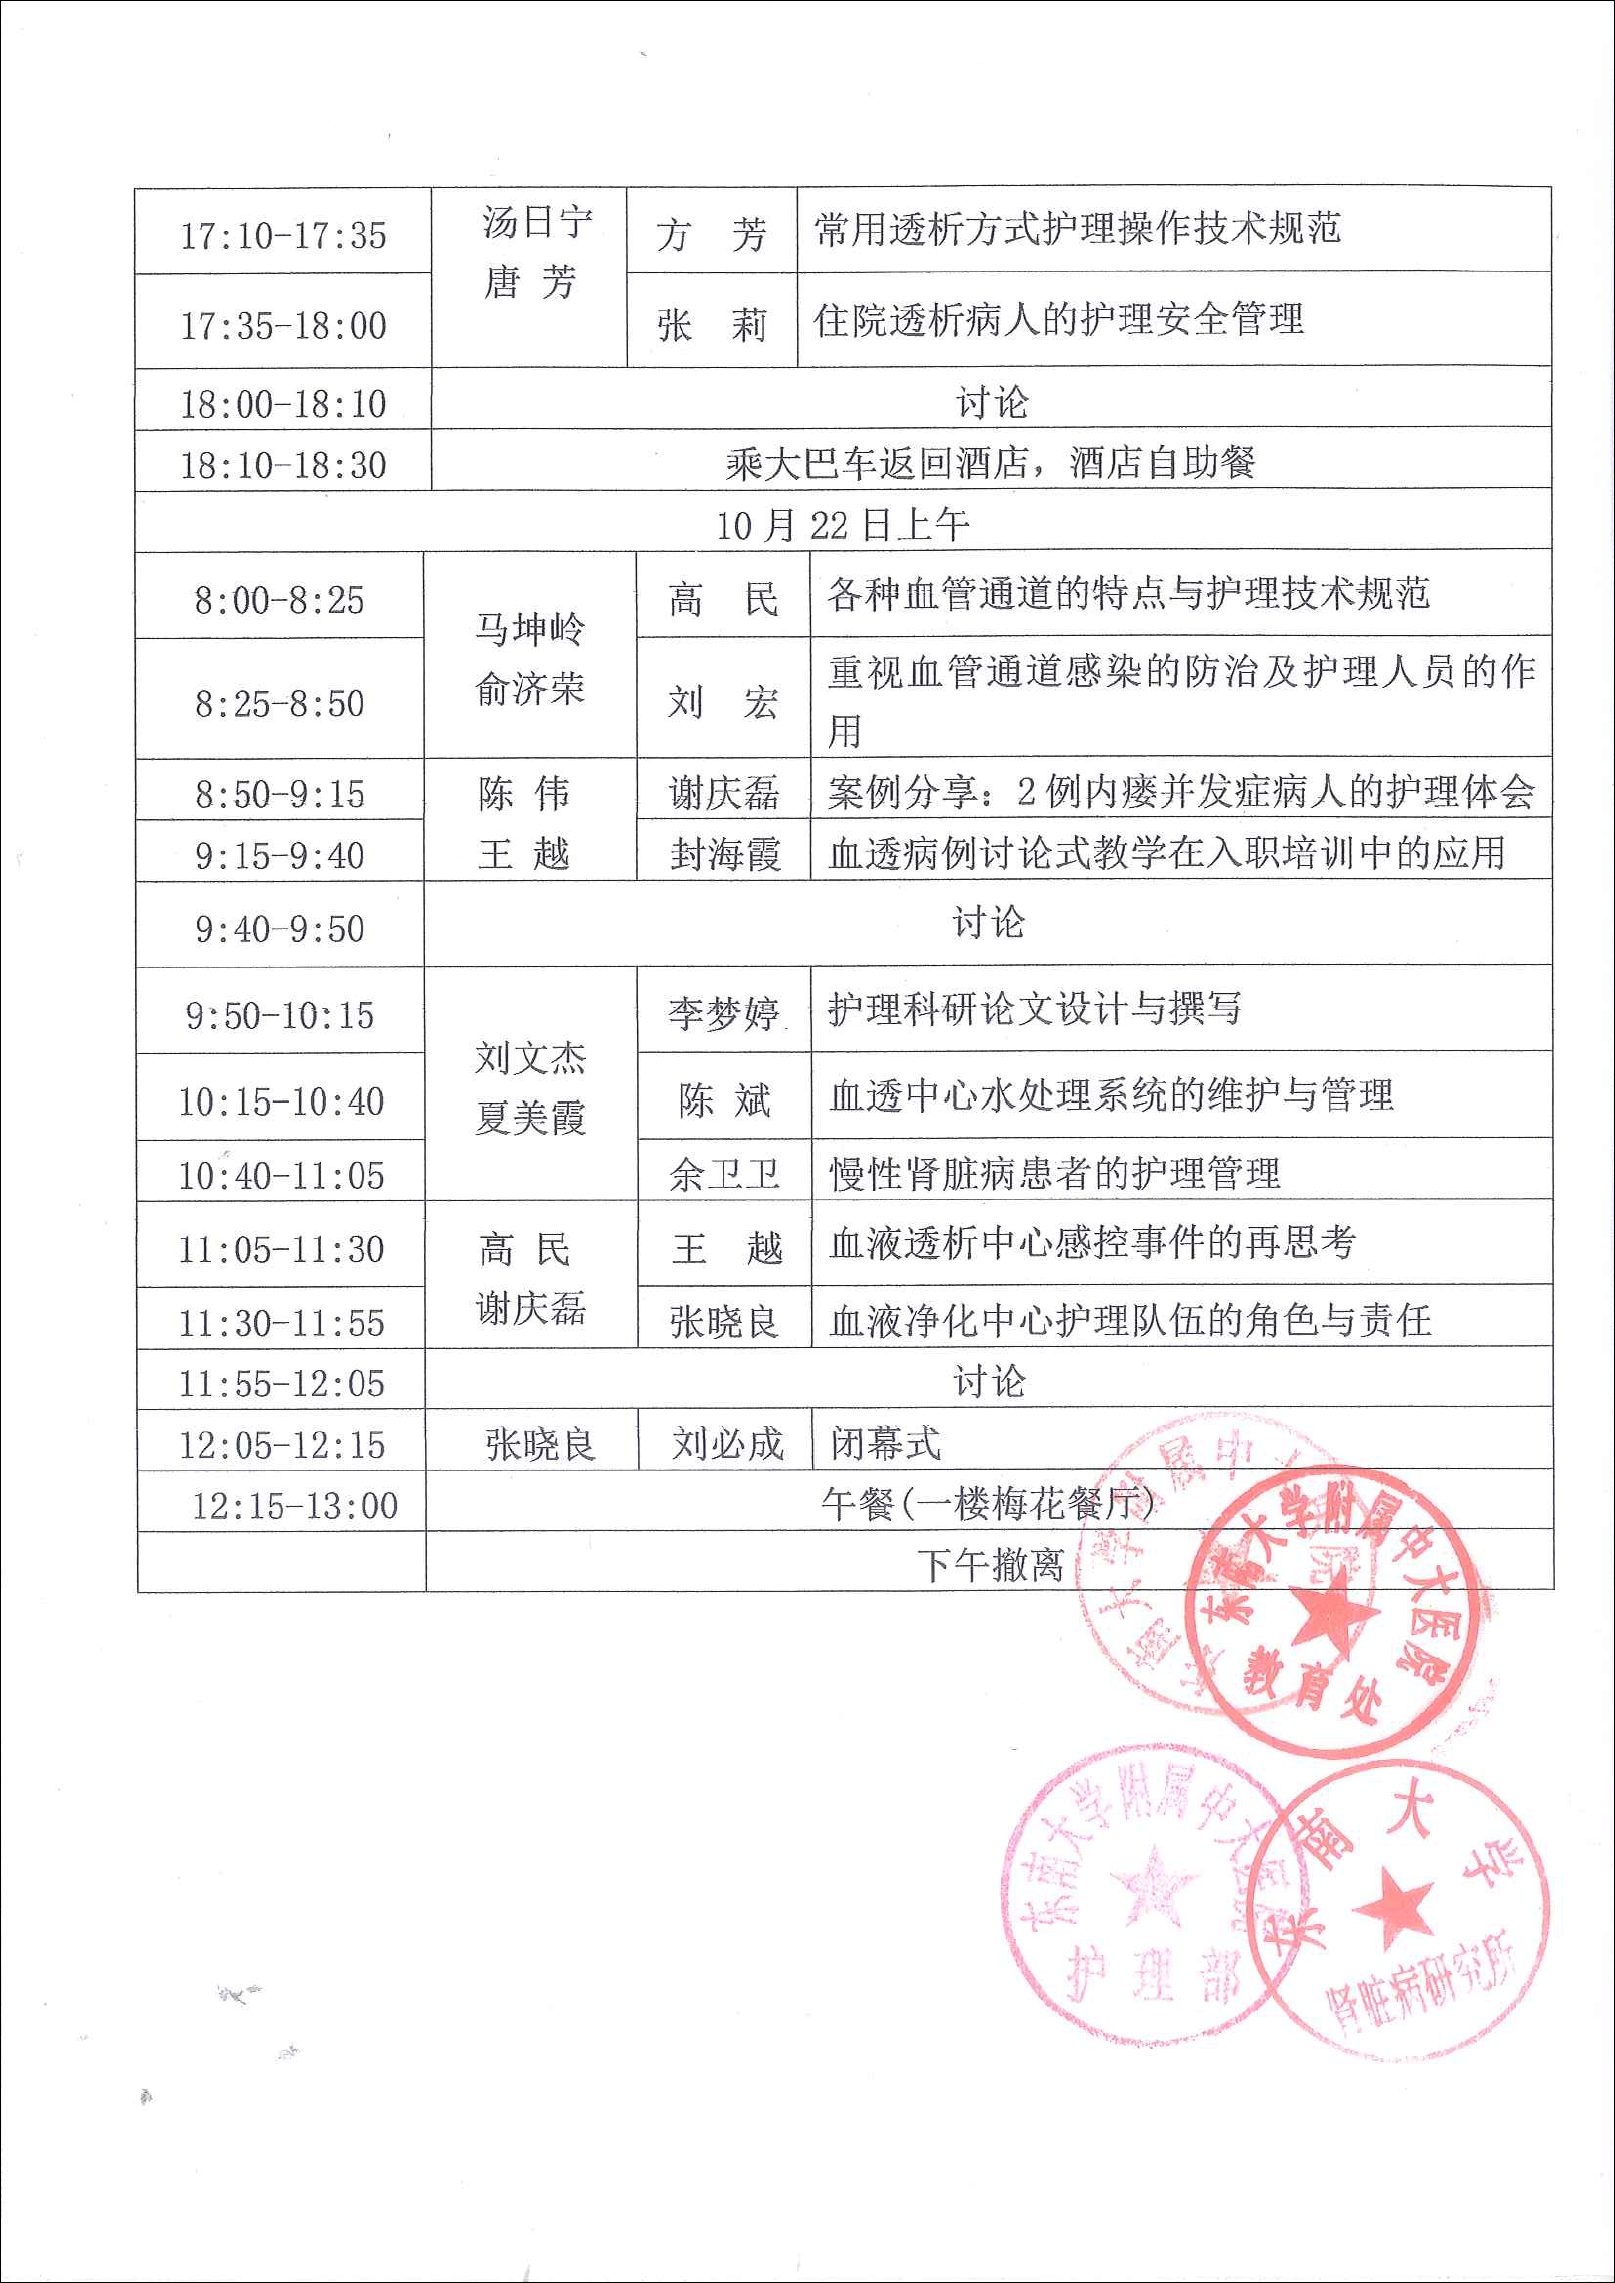 17:10-17:35 汤日宁 方 芳 常用透析方式护理操作技术规范
唐 芳
17:35-18:00 张 莉 住院透析病人的护理安全管理
18:00-18:10 讨论
18:10-18:30 乘大巴车返回酒店，酒店自助餐
10 月 22 日上午
8:00-8:25 高 民 各种血管通道的特点与护理技术规范
马坤岭
俞济荣
8:25-8:50 刘 宏 重视血管通道感染的防治及护理人员的作
用
8:50-9:15 陈 伟 谢庆磊 案例分享：2 例内瘘并发症病人的护理体会
9:15-9:40 王 越 封海霞 血透病例讨论式教学在入职培训中的应用
9:40-9:50 讨论
9:50-10:15 李梦婷 护理科研论文设计与撰写
刘文杰
10:15-10:40 陈 斌 血透中心水处理系统的维护与管理
夏美霞
10:40-11:05 余卫卫 慢性肾脏病患者的护理管理
11:05-11:30 高 民 王 越 血液透析中心感控事件的再思考
11:30-11:55 谢庆磊 张晓良 血液净化中心护理队伍的角色与责任
11:55-12:05 讨论
12:05-12:15 张晓良 刘必成 闭幕式
12:15-13:00 午餐(一楼梅花餐厅)
下午撤离
东南大学附属中大医院
教育处
东南大学附属中大医院
护理部
东南大学
肾脏病研究所